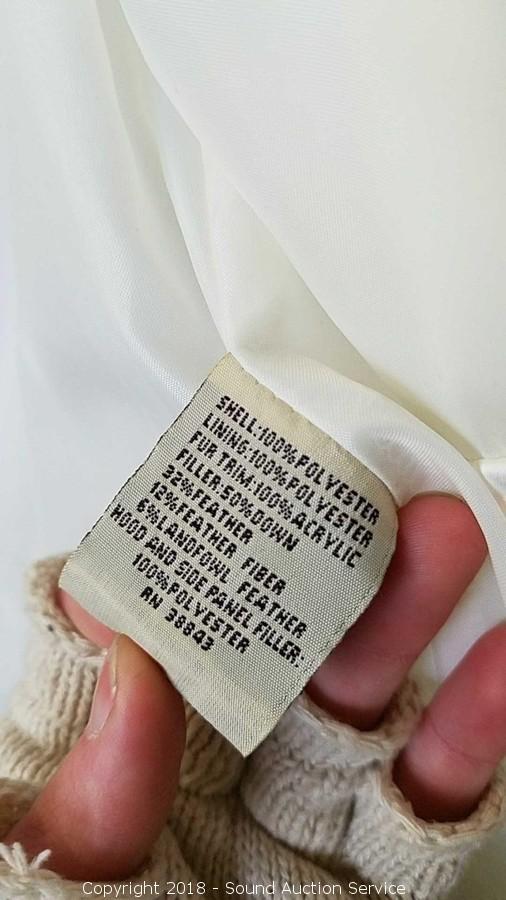 SHELL:100%POLYESTER
LINING:100%POLYESTER
FUR TRIM:100%ACRYLIC
FILLER:50%DOWN
32%FEATHER
12%FEATHER FIBER
6%LANDFOWL FEATHER
HOOD AND SIDE PANEL FILLER:
100%POLYESTER
RN 38845
Copyright 2018 - Sound Auction Service